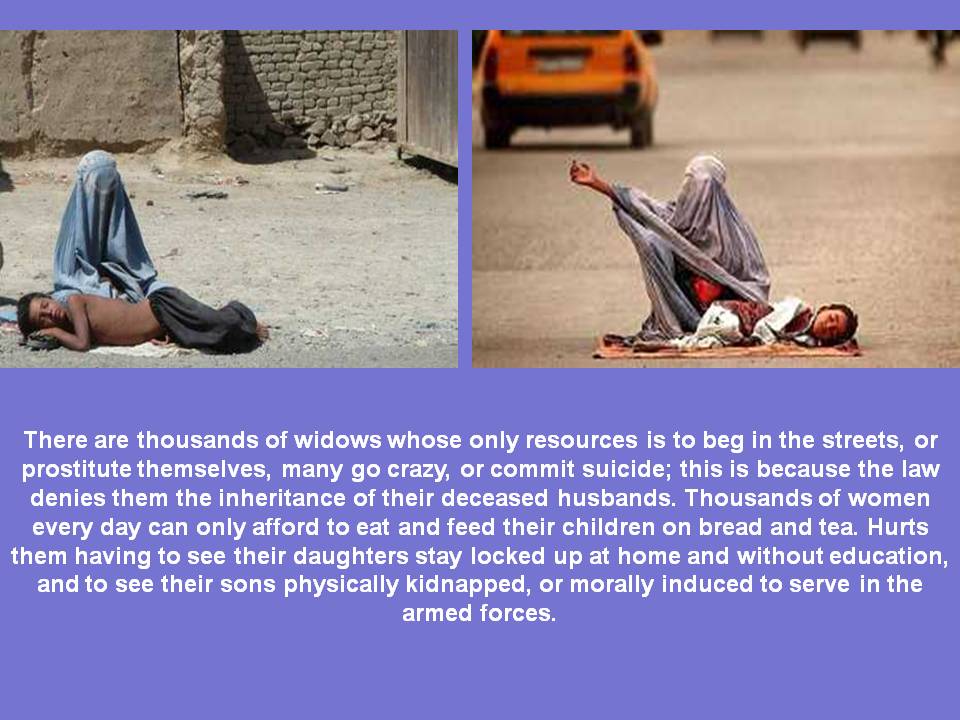 There are thousands of widows whose only resources is to beg in the streets, or
prostitute themselves, many go crazy, or commit suicide; this is because the law
denies them the inheritance of their deceased husbands. Thousands of women
every day can only afford to eat and feed their children on bread and tea. Hurts
them having to see their daughters stay locked up at home and without education,
and to see their sons physically kidnapped, or morally induced to serve in the
armed forces.